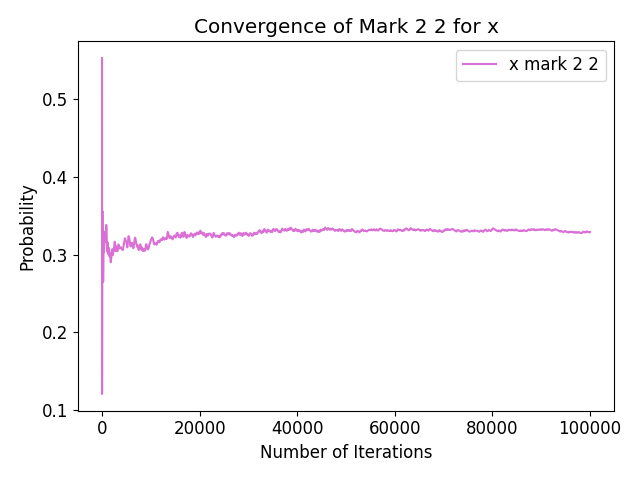 Convergence of Mark 2 2 for x
x mark 2 2
Probability
0.5
0.4
0.3
0.2
0.1
0 20000 40000 60000 80000 100000
Number of Iterations